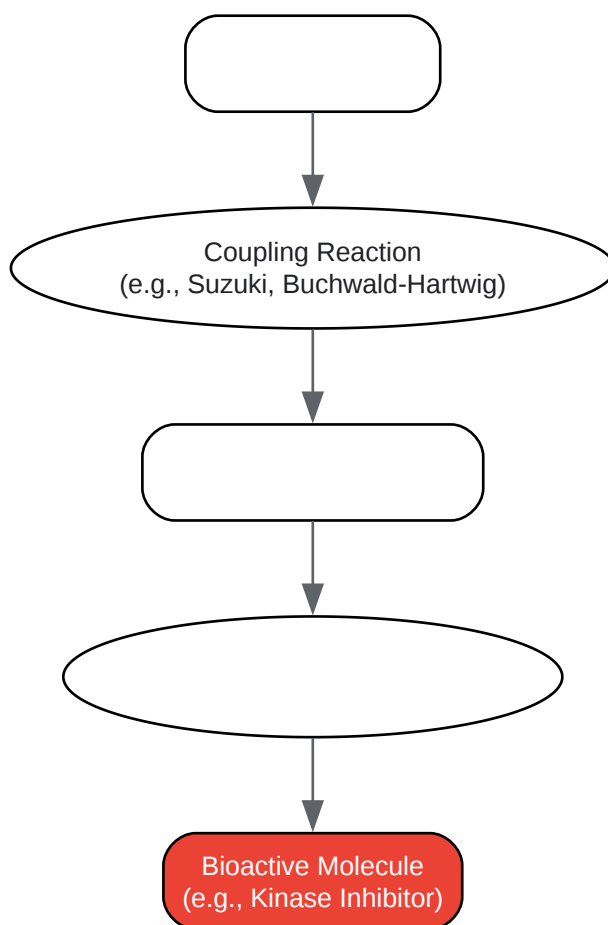 Coupling Reaction
(e.g., Suzuki, Buchwald-Hartwig)
Bioactive Molecule
(e.g., Kinase Inhibitor)